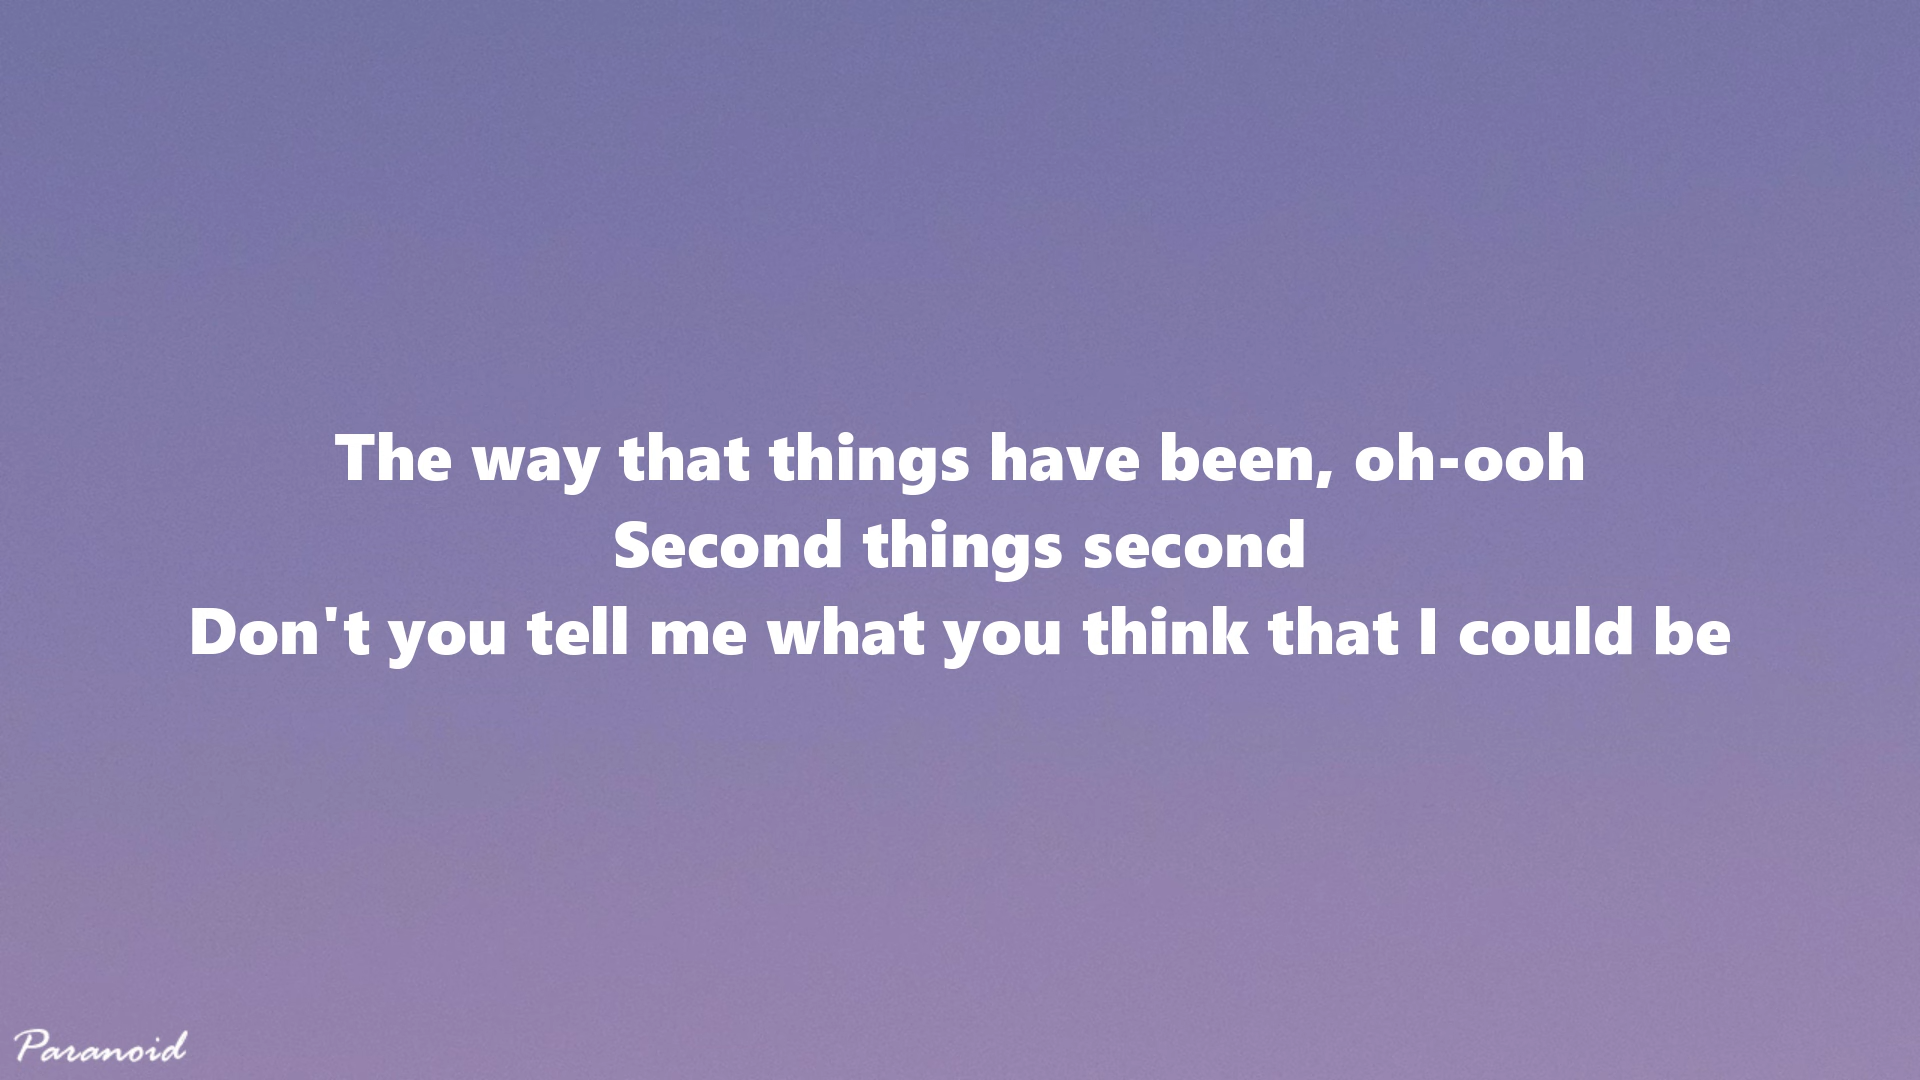 The way that things have been, oh-ooh
Second things second
Don't you tell me what you think that I could be
Paranoid